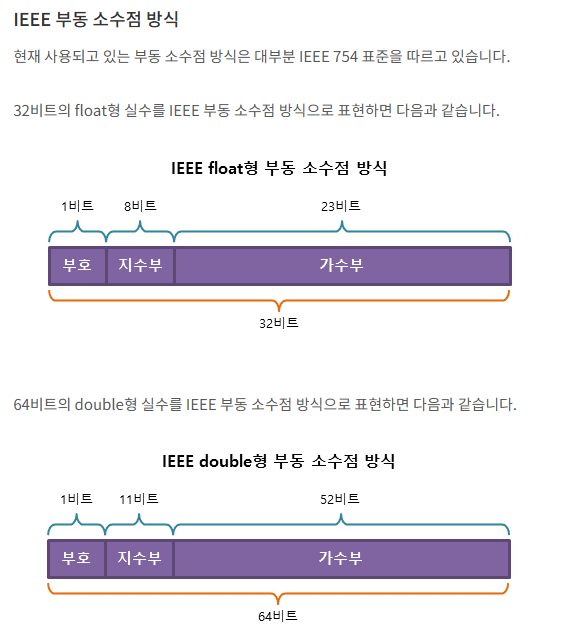 IEEE 부동 소수점 방식
현재 사용되고 있는 부동 소수점 방식은 대부분 IEEE 754 표준을 따르고 있습니다.
32비트의 float형 실수를 IEEE 부동 소수점 방식으로 표현하면 다음과 같습니다.
IEEE float형 부동 소수점 방식
1비트 8비트 23비트
부호 지수부 가수부
32비트
64비트의 double형 실수를 IEEE 부동 소수점 방식으로 표현하면 다음과 같습니다.
IEEE double형 부동 소수점 방식
1비트 11비트 52비트
부호 지수부 가수부
64비트